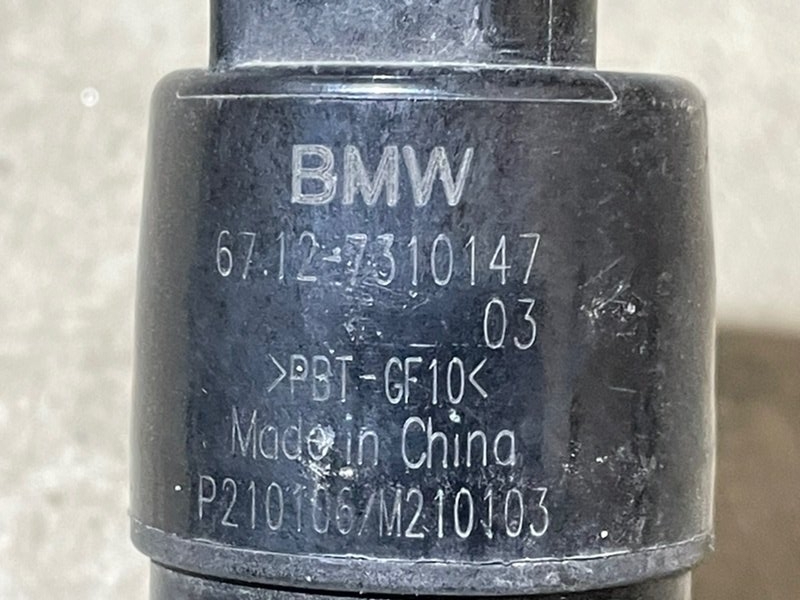 BMW
67.12-7310147
03
>PBT-GF10<
Made in China
P210106/M210103